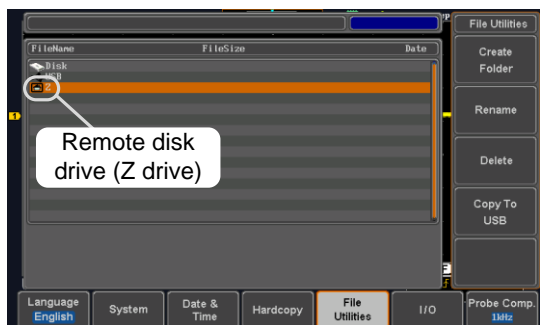 File Utilities
FileName FileSize Date
Disk
USB
Z
Remote disk
drive (Z drive)
Create
Folder
Rename
Delete
Copy To
USB
Language
English
System
Date &
Time
Hardcopy
File
Utilities
I/O
Probe Comp.
1kHz